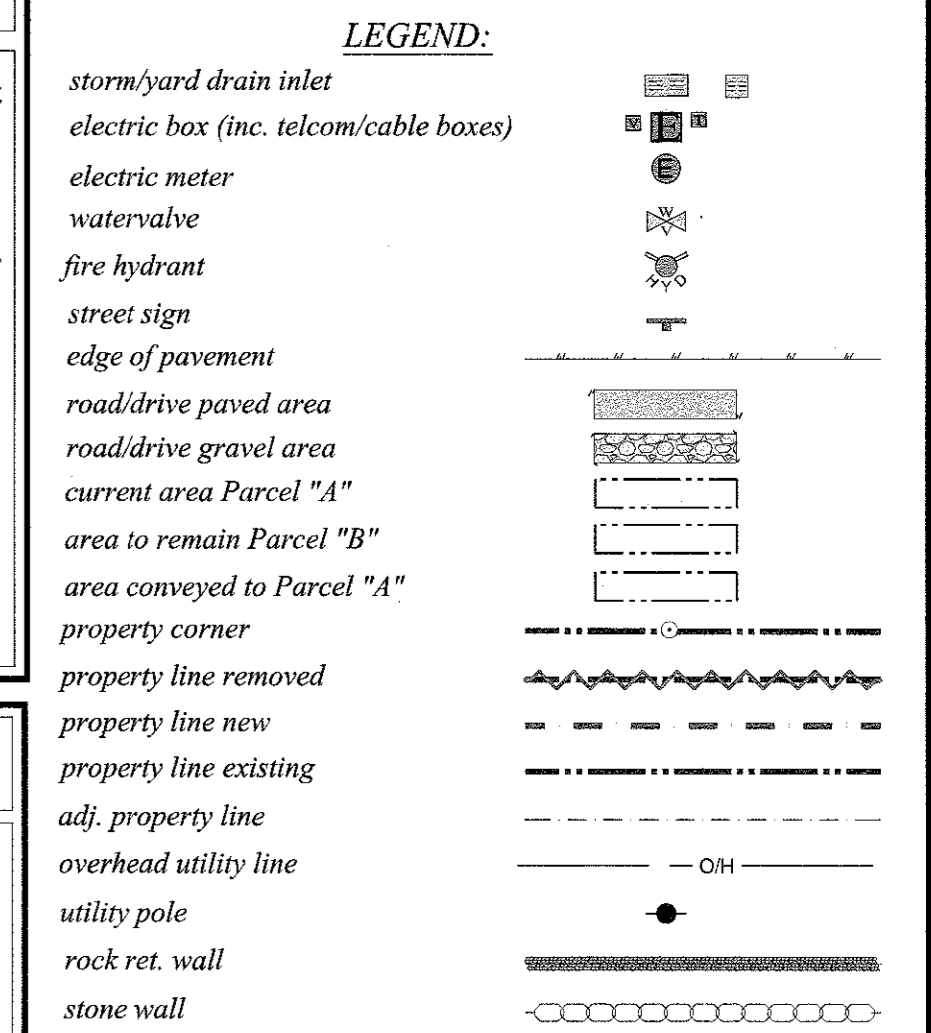 LEGEND:
storm/yard drain inlet
electric box (inc. telcom/cable boxes) V E T
electric meter E
watervalve W V
fire hydrant HYD
street sign
edge of pavement
road/drive paved area
road/drive gravel area
current area Parcel "A"
area to remain Parcel "B"
area conveyed to Parcel "A"
property corner
property line removed
property line new
property line existing
adj. property line
overhead utility line O/H
utility pole
rock ret. wall
stone wall